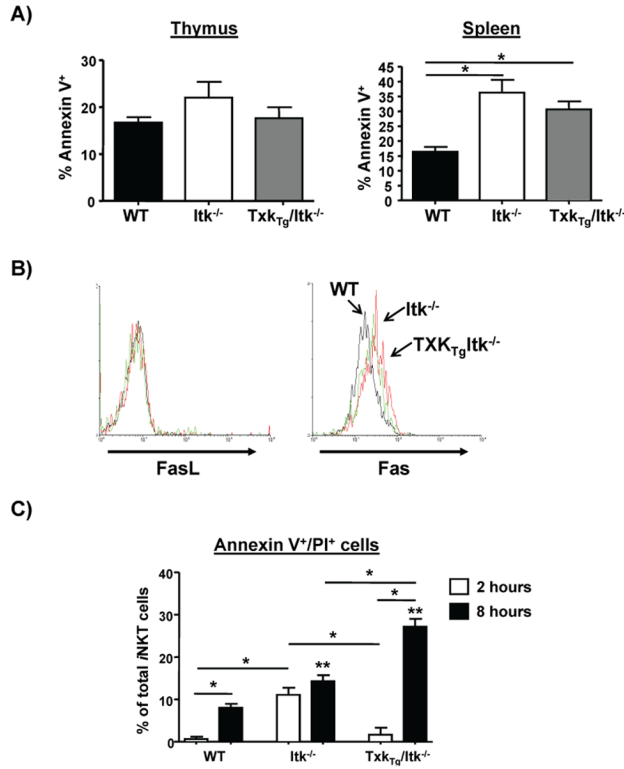 A)
Thymus
Spleen
% Annexin V⁺
30
20
10
0
WT
Itk⁻/⁻
TxkTg/Itk⁻/⁻
% Annexin V⁺
45
40
35
30
25
20
15
10
5
0
*
*
WT
Itk⁻/⁻
TxkTg/Itk⁻/⁻
B)
WT
Itk⁻/⁻
TXKTgItk⁻/⁻
FasL
Fas
C)
Annexin V⁺/PI⁺ cells
% of total iNKT cells
40
30
20
10
0
*
*
**
*
*
*
**
2 hours
8 hours
WT
Itk⁻/⁻
TxkTg/Itk⁻/⁻